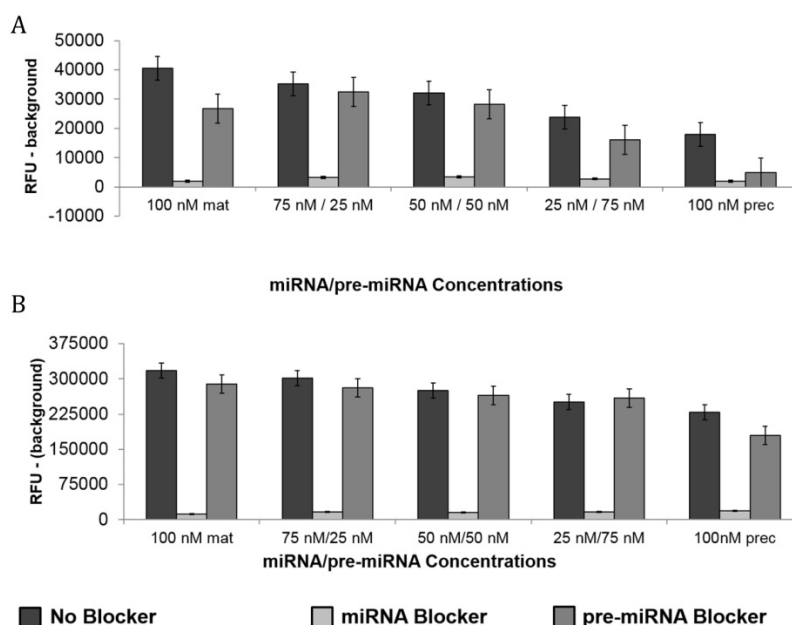 A
50000
40000
30000
20000
10000
0
-10000
RFU - background
100 nM mat
75 nM / 25 nM
50 nM / 50 nM
25 nM / 75 nM
100 nM prec
miRNA/pre-miRNA Concentrations
B
375000
300000
225000
150000
75000
0
RFU - (background)
100 nM mat
75 nM/25 nM
50 nM/50 nM
25 nM/75 nM
100nM prec
miRNA/pre-miRNA Concentrations
No Blocker
miRNA Blocker
pre-miRNA Blocker